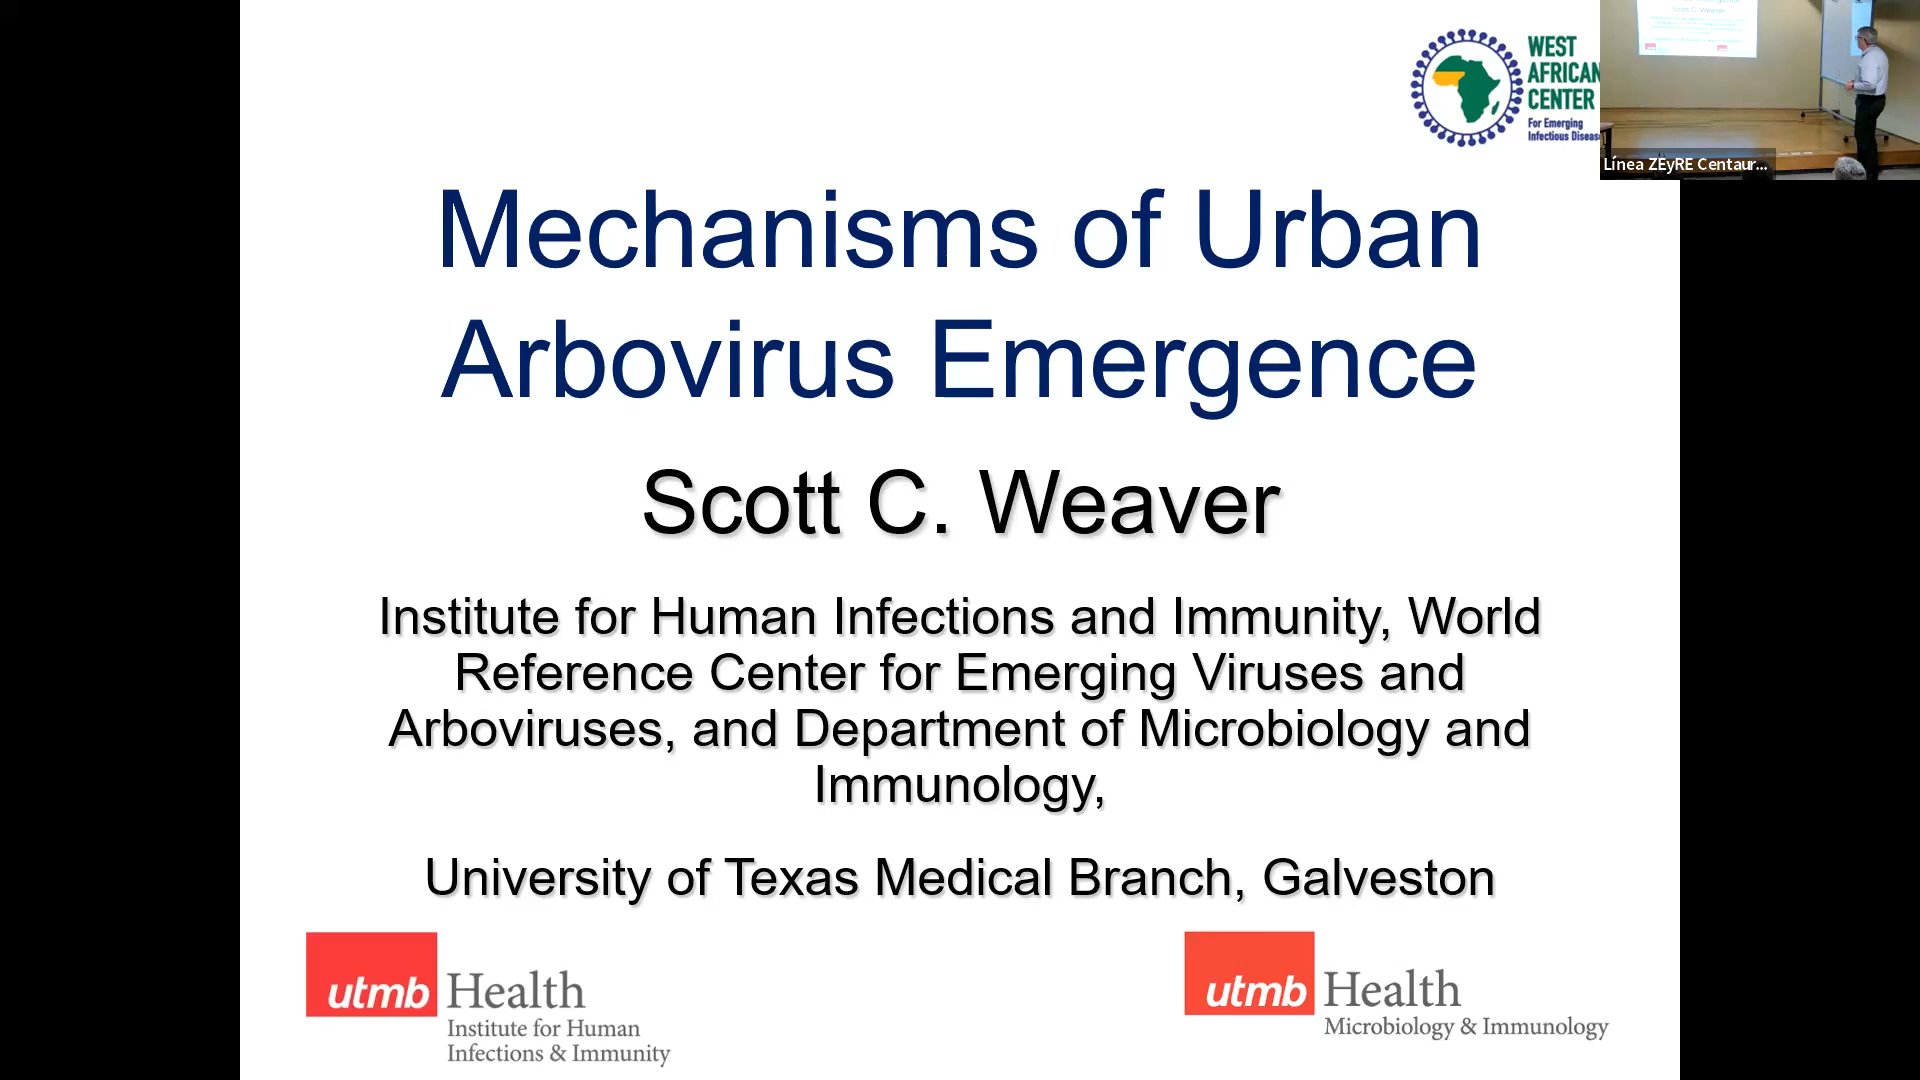 WEST
AFRICAN
CENTER
For Emerging
Infectious Diseas
Línea ZEyRE Centaur...
Mechanisms of Urban
Arbovirus Emergence
Scott C. Weaver
Institute for Human Infections and Immunity, World
Reference Center for Emerging Viruses and
Arboviruses, and Department of Microbiology and
Immunology,
University of Texas Medical Branch, Galveston
utmb Health
Institute for Human
Infections & Immunity
utmb Health
Microbiology & Immunology